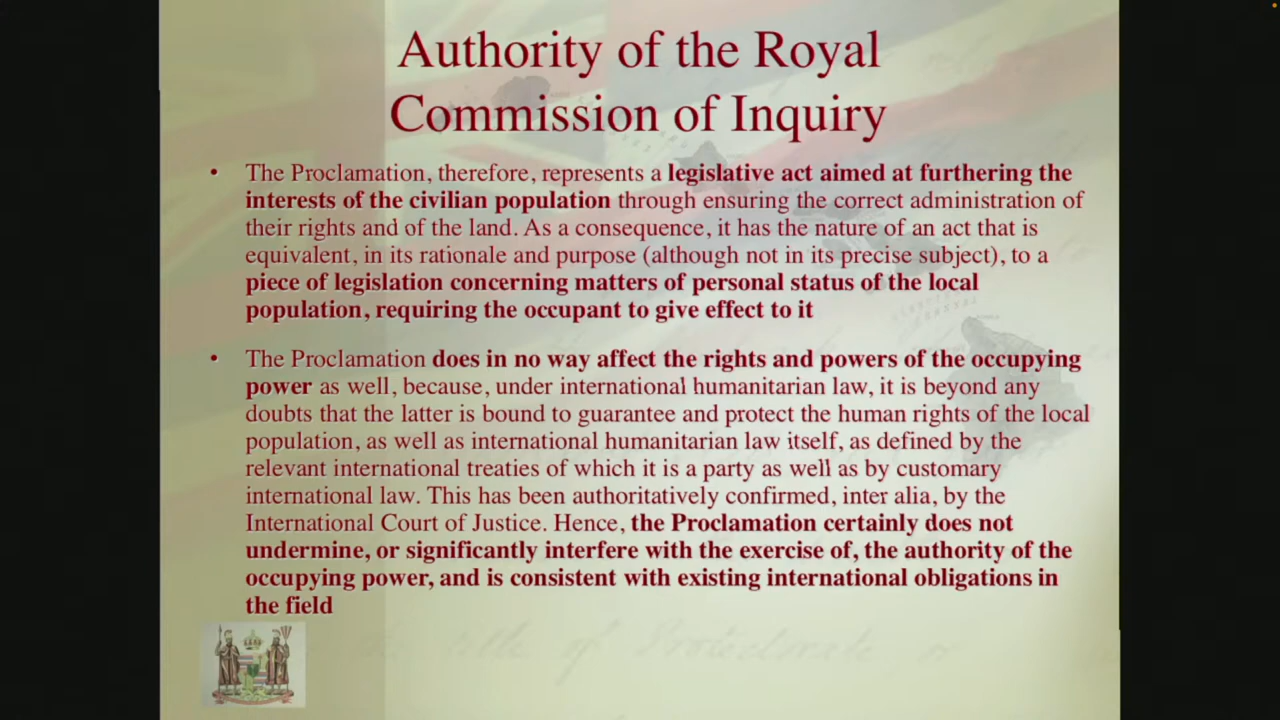 Authority of the Royal
Commission of Inquiry
• The Proclamation, therefore, represents a legislative act aimed at furthering the
interests of the civilian population through ensuring the correct administration of
their rights and of the land. As a consequence, it has the nature of an act that is
equivalent, in its rationale and purpose (although not in its precise subject), to a
piece of legislation concerning matters of personal status of the local
population, requiring the occupant to give effect to it
• The Proclamation does in no way affect the rights and powers of the occupying
power as well, because, under international humanitarian law, it is beyond any
doubts that the latter is bound to guarantee and protect the human rights of the local
population, as well as international humanitarian law itself, as defined by the
relevant international treaties of which it is a party as well as by customary
international law. This has been authoritatively confirmed, inter alia, by the
International Court of Justice. Hence, the Proclamation certainly does not
undermine, or significantly interfere with the exercise of, the authority of the
occupying power, and is consistent with existing international obligations in
the field
of Protectorate, or